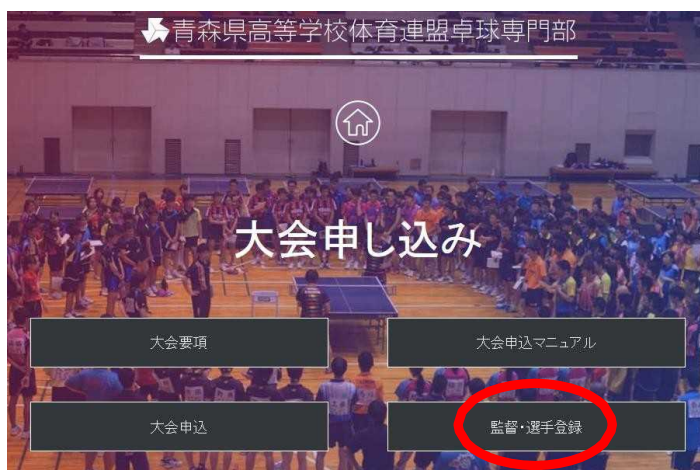 青森県高等学校体育連盟卓球専門部
大会申し込み
大会要項
大会申込マニュアル
大会申込
監督・選手登録